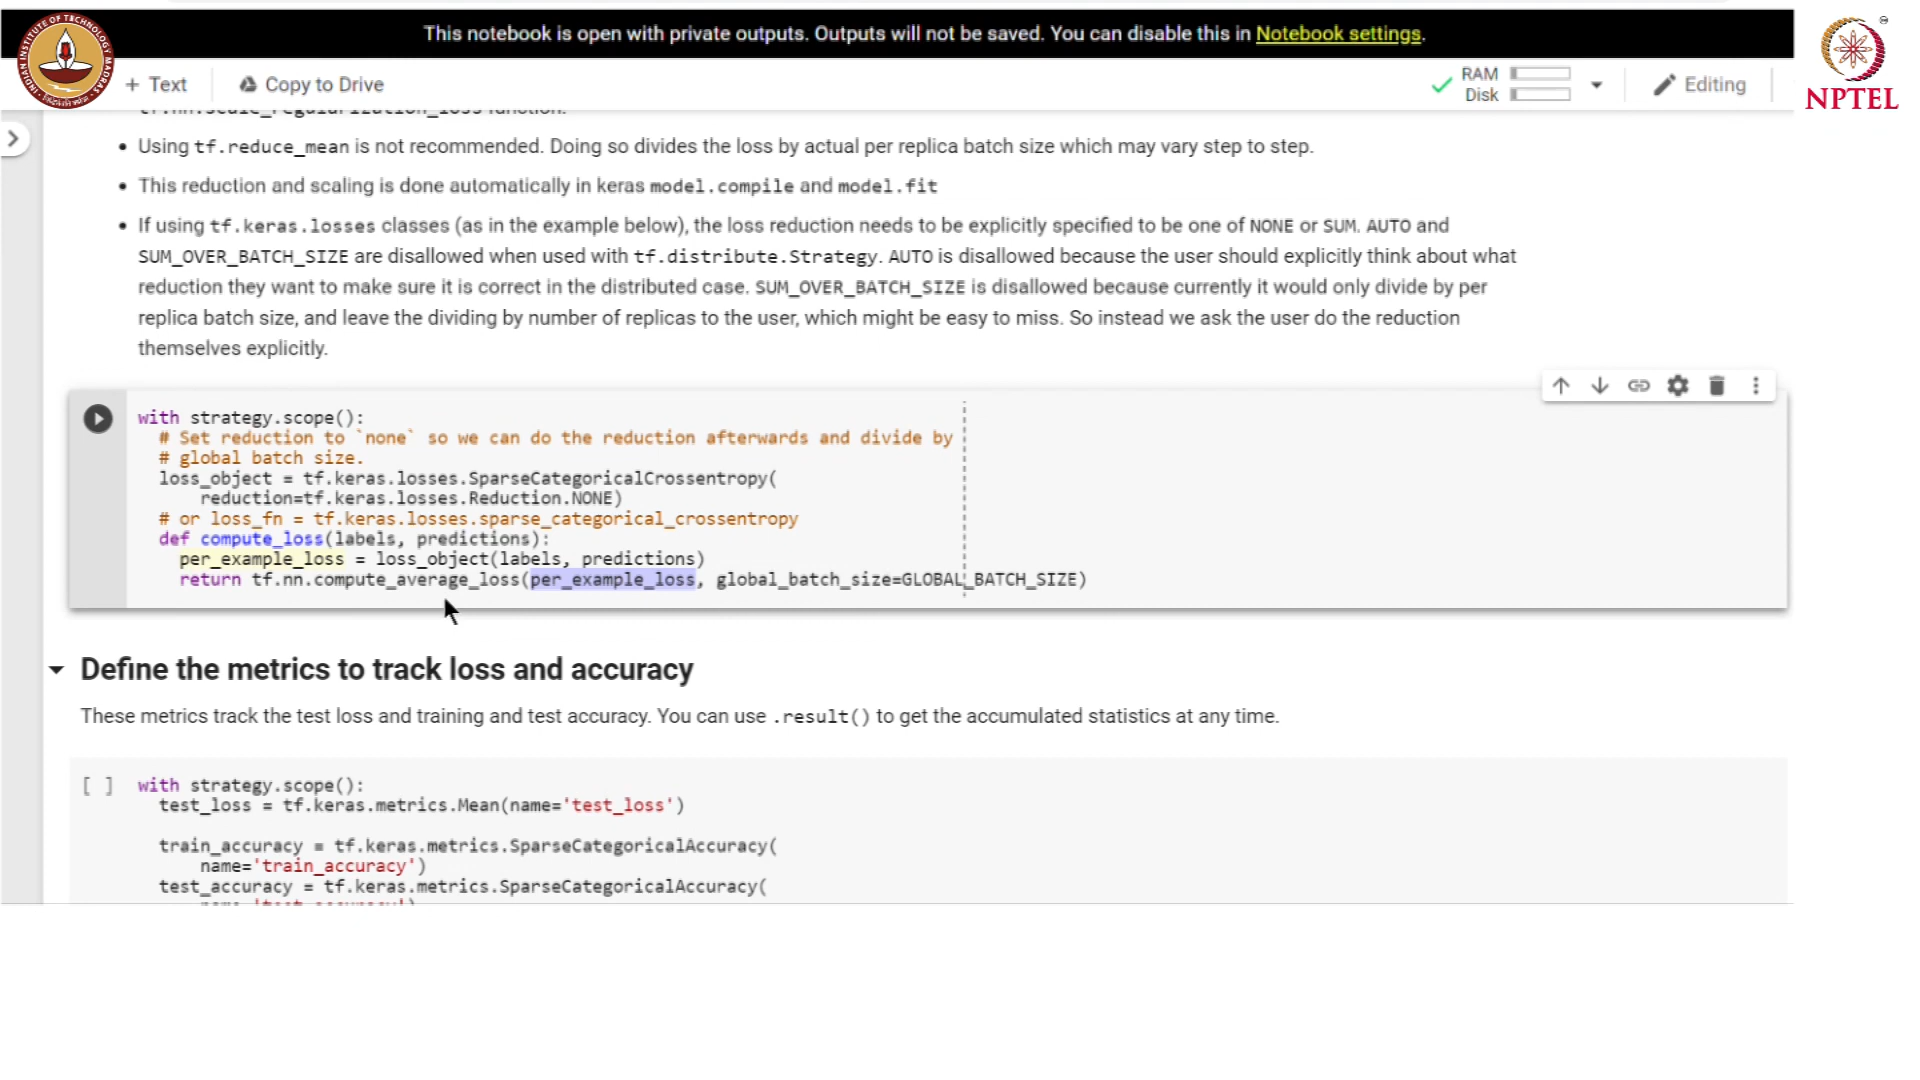 This notebook is open with private outputs. Outputs will not be saved. You can disable this in Notebook settings.
+ Text
Copy to Drive
RAM
Disk
Editing
NPTEL
tf.nn.scale_regularization_loss function.
• Using tf.reduce_mean is not recommended. Doing so divides the loss by actual per replica batch size which may vary step to step.
• This reduction and scaling is done automatically in keras model.compile and model.fit
• If using tf.keras.losses classes (as in the example below), the loss reduction needs to be explicitly specified to be one of NONE or SUM. AUTO and
SUM_OVER_BATCH_SIZE are disallowed when used with tf.distribute.Strategy. AUTO is disallowed because the user should explicitly think about what
reduction they want to make sure it is correct in the distributed case. SUM_OVER_BATCH_SIZE is disallowed because currently it would only divide by per
replica batch size, and leave the dividing by number of replicas to the user, which might be easy to miss. So instead we ask the user do the reduction
themselves explicitly.
with strategy.scope():
# Set reduction to `none` so we can do the reduction afterwards and divide by
# global batch size.
loss_object = tf.keras.losses.SparseCategoricalCrossentropy(
reduction=tf.keras.losses.Reduction.NONE)
# or loss_fn = tf.keras.losses.sparse_categorical_crossentropy
def compute_loss(labels, predictions):
per_example_loss = loss_object(labels, predictions)
return tf.nn.compute_average_loss(per_example_loss, global_batch_size=GLOBAL_BATCH_SIZE)
Define the metrics to track loss and accuracy
These metrics track the test loss and training and test accuracy. You can use .result() to get the accumulated statistics at any time.
[ ] with strategy.scope():
test_loss = tf.keras.metrics.Mean(name='test_loss')
train_accuracy = tf.keras.metrics.SparseCategoricalAccuracy(
name='train_accuracy')
test_accuracy = tf.keras.metrics.SparseCategoricalAccuracy(